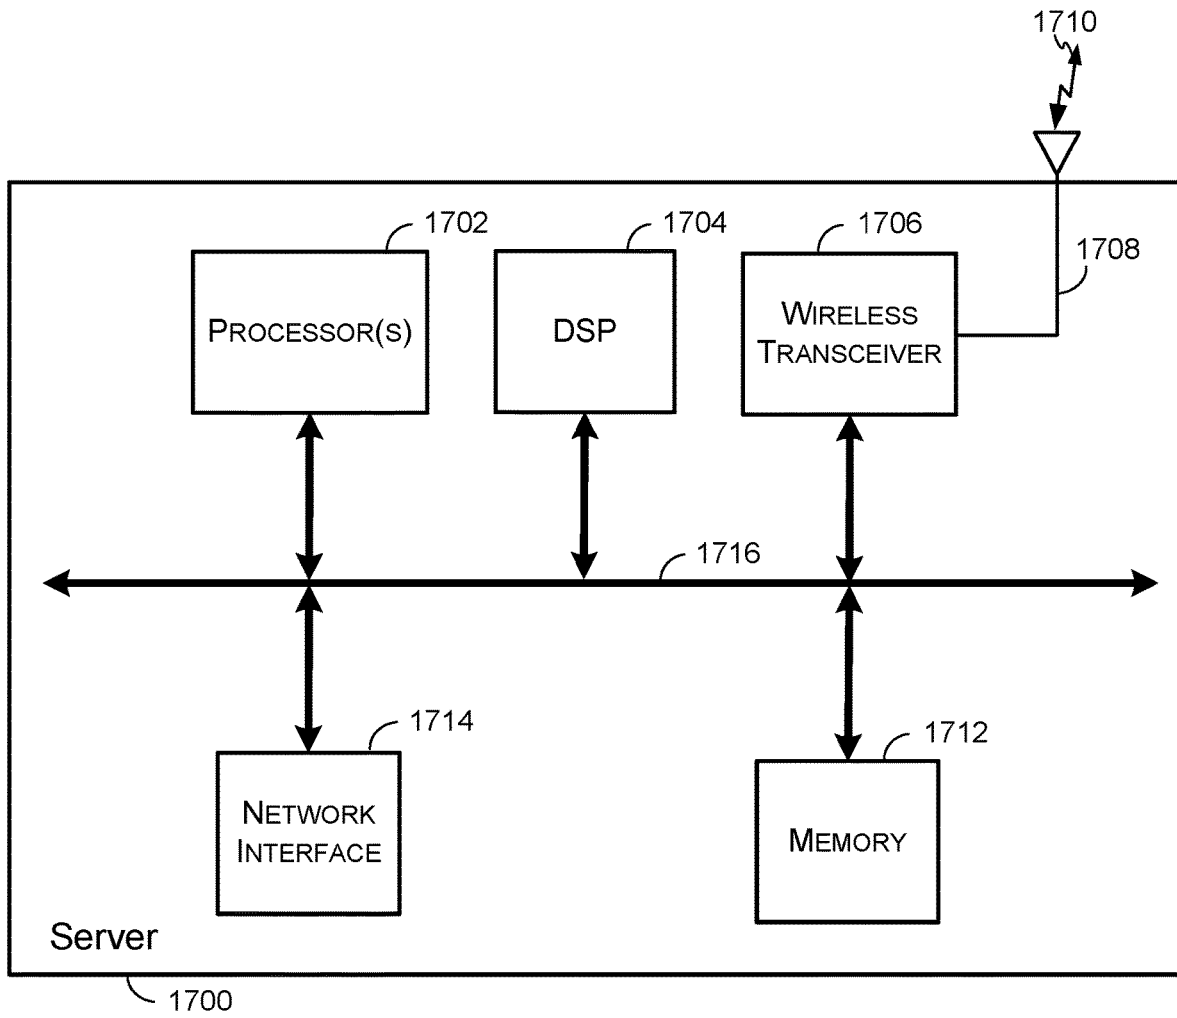 1710
1702
1704
1706
1708
PROCESSOR(S)
DSP
WIRELESS
TRANSCEIVER
1716
1714
1712
NETWORK
INTERFACE
MEMORY
Server
1700